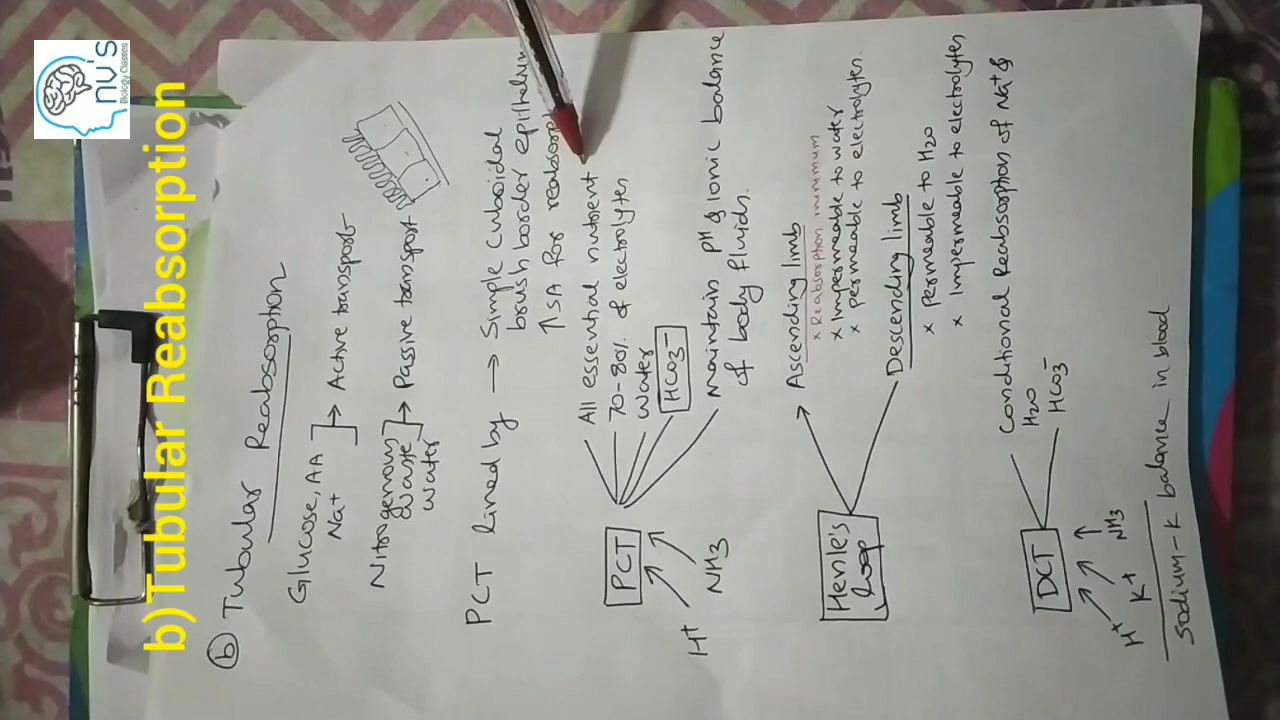 nv's
Biology Classes
b)Tubular Reabsorption
(b) Tubular Reabsorption
Glucose, AA
Na+
→ Active transport
Nitrogenous
waste
water
→ Passive transport
PCT lined by → Simple cuboidal
brush border epithelium
↑ SA for reabsorpt
PCT
All essential nutrient
70-80% of electrolytes
water
HCO3-
maintain pH & ionic balance
of body fluids.
H+
NH3
Henle's
Loop
Ascending limb
x Reabsorption minimum
x Impermeable to water
x permeable to electrolytes.
Descending limb
x permeable to H2O
x Impermeable to electrolytes
DCT
Conditional Reabsorption of Na+ &
H2O
HCO3-
H+
K+
NH3
Sodium-K balance in blood